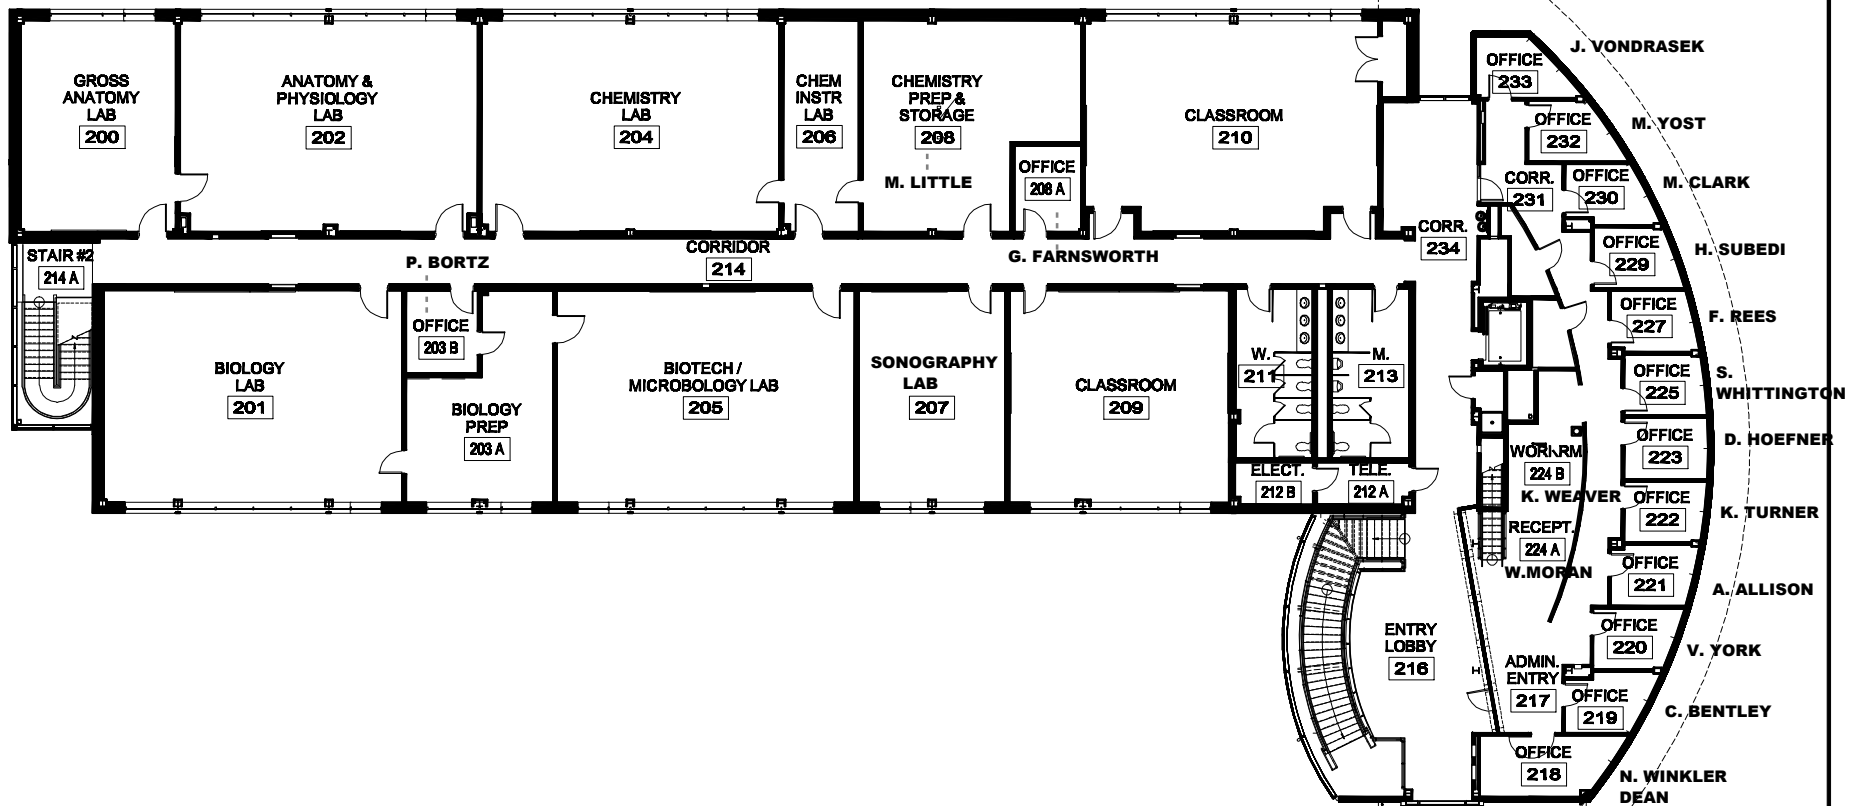 GROSS
ANATOMY
LAB
200
ANATOMY &
PHYSIOLOGY
LAB
202
CHEMISTRY
LAB
204
CHEM
INSTR
LAB
206
CHEMISTRY
PREP &
STORAGE
208
M. LITTLE
OFFICE
208 A
CLASSROOM
210
STAIR #2
214 A
P. BORTZ
CORRIDOR
214
G. FARNSWORTH
CORR.
234
BIOLOGY
LAB
201
OFFICE
203 B
BIOLOGY
PREP
203 A
BIOTECH /
MICROBOLOGY LAB
205
SONOGRAPHY
LAB
207
CLASSROOM
209
W.
211
M.
213
ELECT.
212 B
TELE.
212 A
ENTRY
LOBBY
216
OFFICE
233
J. VONDRASEK
OFFICE
232
M. YOST
CORR.
231
OFFICE
230
M. CLARK
OFFICE
229
H. SUBEDI
OFFICE
227
F. REES
OFFICE
225
S.
WHITTINGTON
OFFICE
223
D. HOEFNER
WORKRM
224 B
K. WEAVER
OFFICE
222
K. TURNER
RECEPT.
224 A
W.MORAN
OFFICE
221
A. ALLISON
OFFICE
220
V. YORK
ADMIN.
ENTRY
217
OFFICE
219
C. BENTLEY
OFFICE
218
N. WINKLER
DEAN